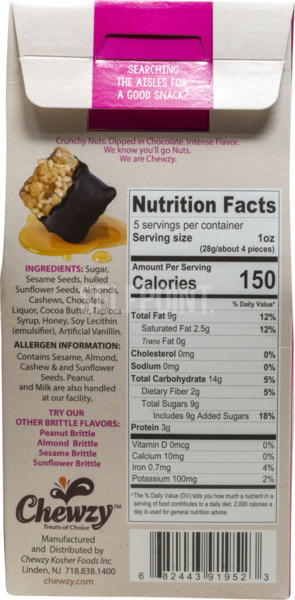 SEARCHING
THE AISLES FOR
A GOOD SNACK?
Crunchy Nuts. Dipped in Chocolate. Intense Flavor.
We know you'll go Nuts.
We are Chewzy.
INGREDIENTS: Sugar,
Sesame Seeds, hulled
Sunflower Seeds, Almonds,
Cashews, Chocolate
Liquor, Cocoa Butter, Tapioca
Syrup, Honey, Soy Lecithin
(emulsifier), Artificial Vanillin.
ALLERGEN INFORMATION:
Contains Sesame, Almond,
Cashew & and Sunflower
Seeds. Peanut
and Milk are also handled
at our facility.
TRY OUR
OTHER BRITTLE FLAVORS:
Peanut Brittle
Almond Brittle
Sesame Brittle
Sunflower Brittle
Chewzy™
Treats of Choice
Manufactured
and Distributed by
Chewzy Kosher Foods Inc.
Linden, NJ 718.838.1400
chewzy.com
Nutrition Facts
5 servings per container
Serving size 1oz
(28g/about 4 pieces)
Amount Per Serving
Calories 150
% Daily Value*
Total Fat 9g 12%
Saturated Fat 2.5g 12%
Trans Fat 0g
Cholesterol 0mg 0%
Sodium 0mg 0%
Total Carbohydrate 14g 5%
Dietary Fiber 2g 5%
Total Sugars 9g
Includes 9g Added Sugars 18%
Protein 3g
Vitamin D 0mcg 0%
Calcium 10mg 0%
Iron 0.7mg 4%
Potassium 100mg 2%
*The % Daily Value (DV) tells you how much a nutrient in a
serving of food contributes to a daily diet. 2,000 calories a
day is used for general nutrition advice.
6 82443 91952 3